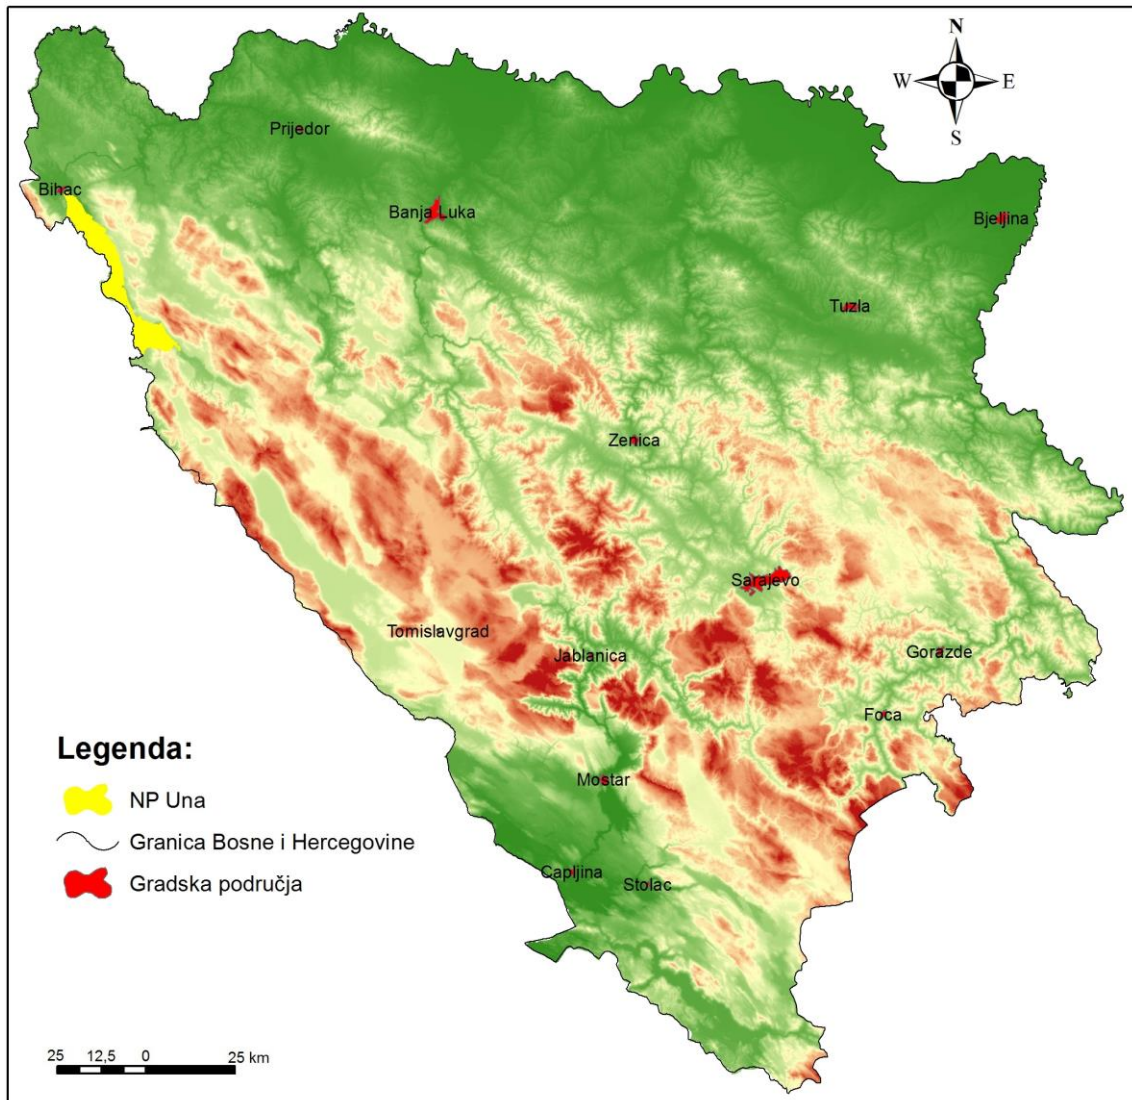 N
W E
S
Prijedor
Bihac
Banja Luka
Bjeljina
Tuzla
Zenica
Sarajevo
Tomislavgrad
Jablanica
Gorazde
Foca
Mostar
Capljina
Stolac
Legenda:
NP Una
Granica Bosne i Hercegovine
Gradska područja
25 12,5 0 25 km